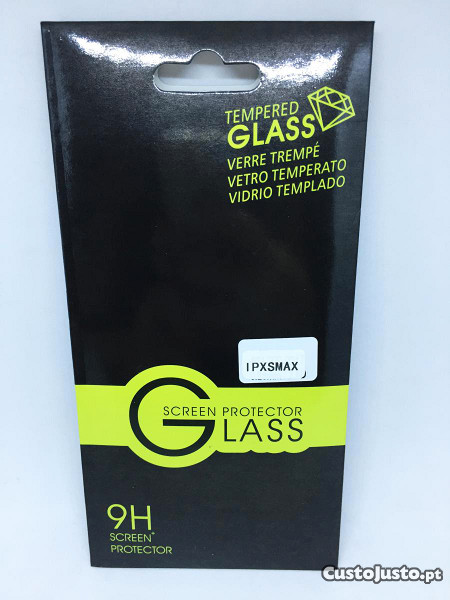 TEMPERED
GLASS
VERRE TREMPÉ
VETRO TEMPERATO
VIDRIO TEMPLADO
IPXSMAX
SCREEN PROTECTOR
GLASS
9H
SCREEN
PROTECTOR
CustoJusto.pt